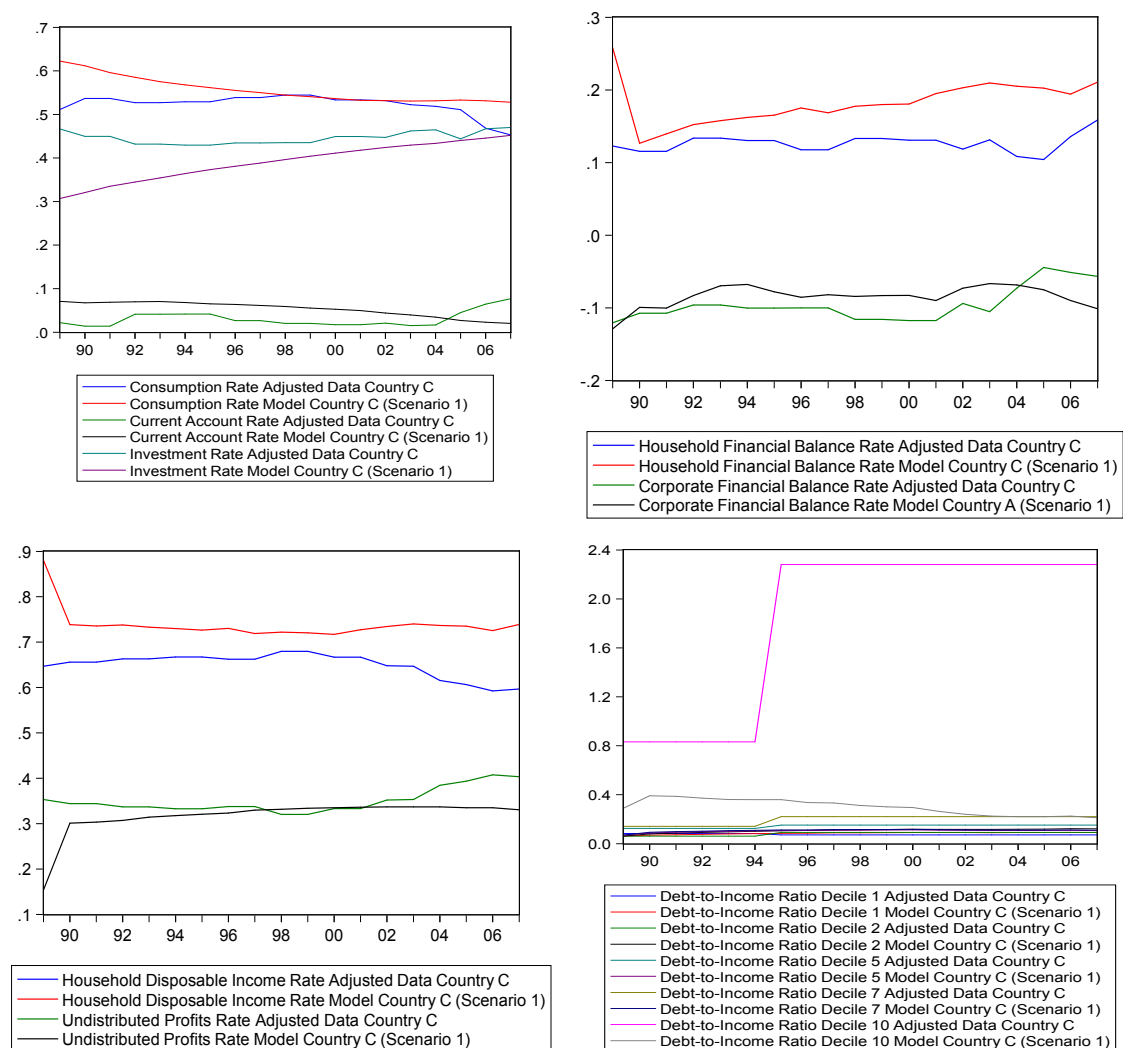 .7
.6
.5
.4
.3
.2
.1
.0
90 92 94 96 98 00 02 04 06
Consumption Rate Adjusted Data Country C
Consumption Rate Model Country C (Scenario 1)
Current Account Rate Adjusted Data Country C
Current Account Rate Model Country C (Scenario 1)
Investment Rate Adjusted Data Country C
Investment Rate Model Country C (Scenario 1)
.3
.2
.1
.0
-.1
-.2
90 92 94 96 98 00 02 04 06
Household Financial Balance Rate Adjusted Data Country C
Household Financial Balance Rate Model Country C (Scenario 1)
Corporate Financial Balance Rate Adjusted Data Country C
Corporate Financial Balance Rate Model Country A (Scenario 1)
.9
.8
.7
.6
.5
.4
.3
.2
.1
90 92 94 96 98 00 02 04 06
Household Disposable Income Rate Adjusted Data Country C
Household Disposable Income Rate Model Country C (Scenario 1)
Undistributed Profits Rate Adjusted Data Country C
Undistributed Profits Rate Model Country C (Scenario 1)
2.4
2.0
1.6
1.2
0.8
0.4
0.0
90 92 94 96 98 00 02 04 06
Debt-to-Income Ratio Decile 1 Adjusted Data Country C
Debt-to-Income Ratio Decile 1 Model Country C (Scenario 1)
Debt-to-Income Ratio Decile 2 Adjusted Data Country C
Debt-to-Income Ratio Decile 2 Model Country C (Scenario 1)
Debt-to-Income Ratio Decile 5 Adjusted Data Country C
Debt-to-Income Ratio Decile 5 Model Country C (Scenario 1)
Debt-to-Income Ratio Decile 7 Adjusted Data Country C
Debt-to-Income Ratio Decile 7 Model Country C (Scenario 1)
Debt-to-Income Ratio Decile 10 Adjusted Data Country C
Debt-to-Income Ratio Decile 10 Model Country C (Scenario 1)